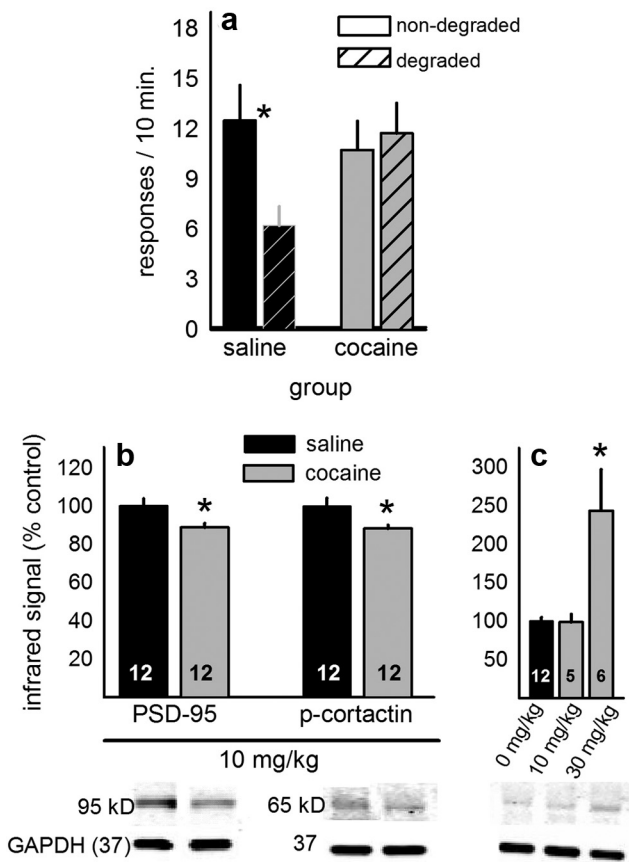 a
non-degraded
degraded
*
18
15
12
9
6
3
0
responses / 10 min.
saline cocaine
group
b
saline
cocaine
c
120
100
80
60
40
20
infrared signal (% control)
* *
12 12 12 12
PSD-95 p-cortactin
10 mg/kg
300
250
200
150
100
50
*
12 5 6
0 mg/kg 10 mg/kg 30 mg/kg
95 kD 65 kD
GAPDH (37) 37